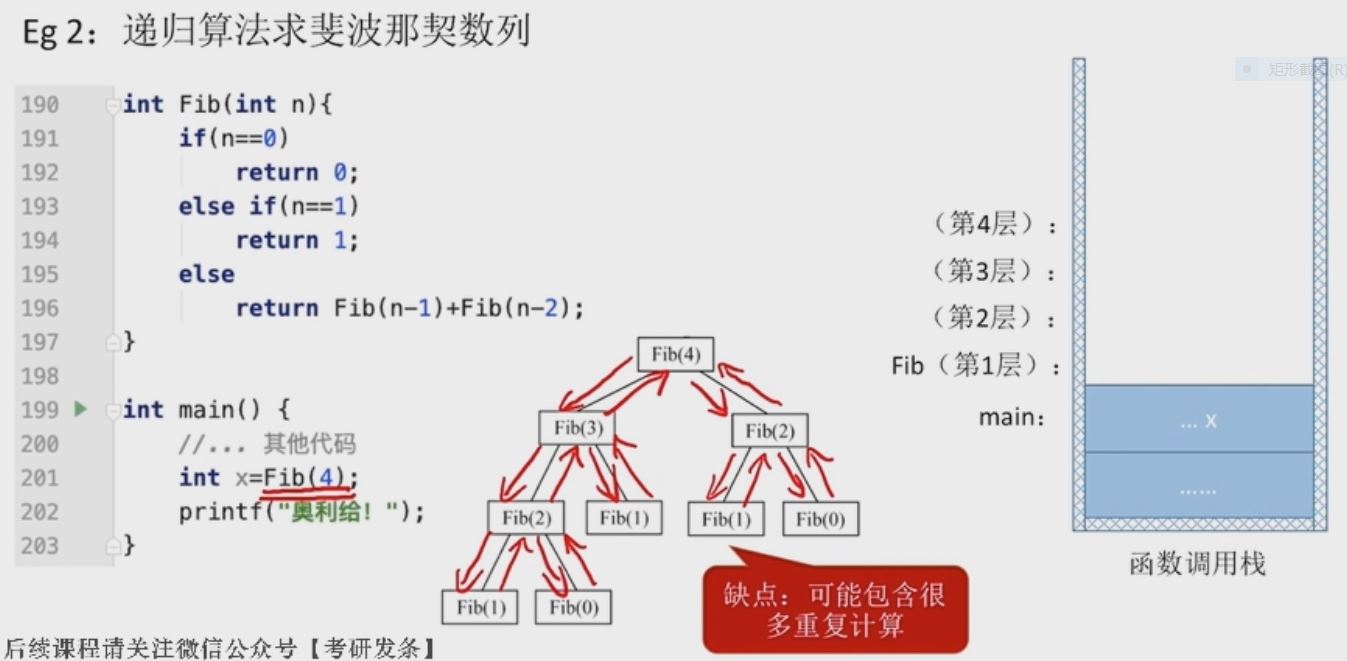 Eg 2：递归算法求斐波那契数列
190 int Fib(int n){
191 if(n==0)
192 return 0;
193 else if(n==1)
194 return 1;
195 else
196 return Fib(n-1)+Fib(n-2);
197 }
198
199 int main() {
200 //... 其他代码
201 int x=Fib(4);
202 printf("奥利给！");
203 }
Fib(4)
Fib(3) Fib(2)
Fib(2) Fib(1) Fib(1) Fib(0)
Fib(1) Fib(0)
缺点：可能包含很
多重复计算
矩形截
(R)
（第4层）：
（第3层）：
（第2层）：
Fib（第1层）：
main： ... x
......
函数调用栈
后续课程请关注微信公众号【考研发条】